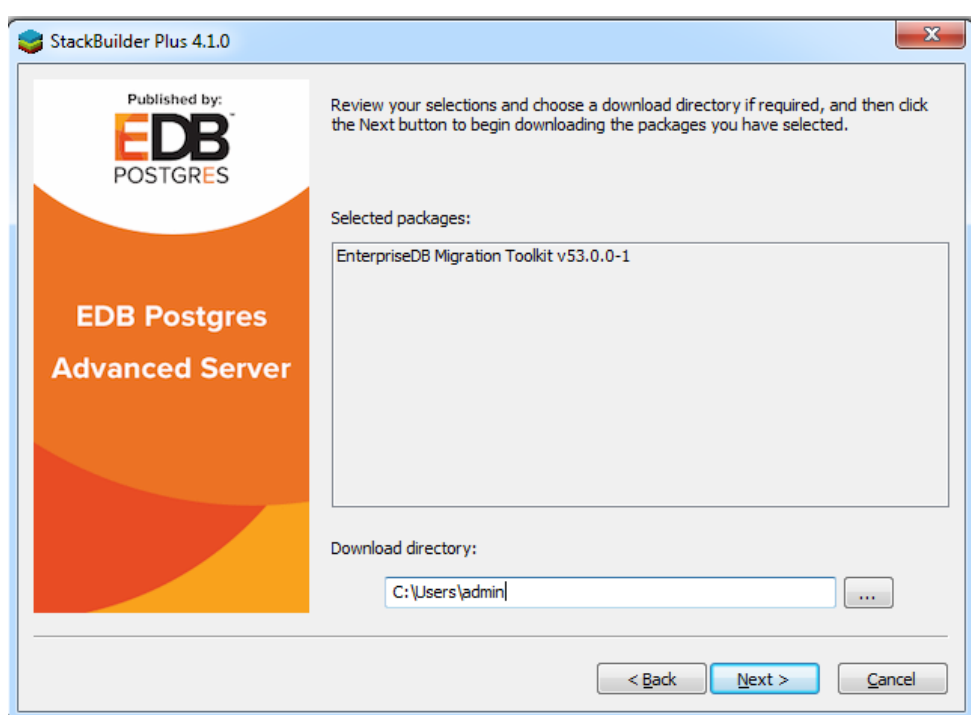 StackBuilder Plus 4.1.0
Published by:
EDB
POSTGRES
EDB Postgres
Advanced Server
Review your selections and choose a download directory if required, and then click
the Next button to begin downloading the packages you have selected.
Selected packages:
EnterpriseDB Migration Toolkit v53.0.0-1
Download directory:
C:\Users\admin
...
< Back
Next >
Cancel